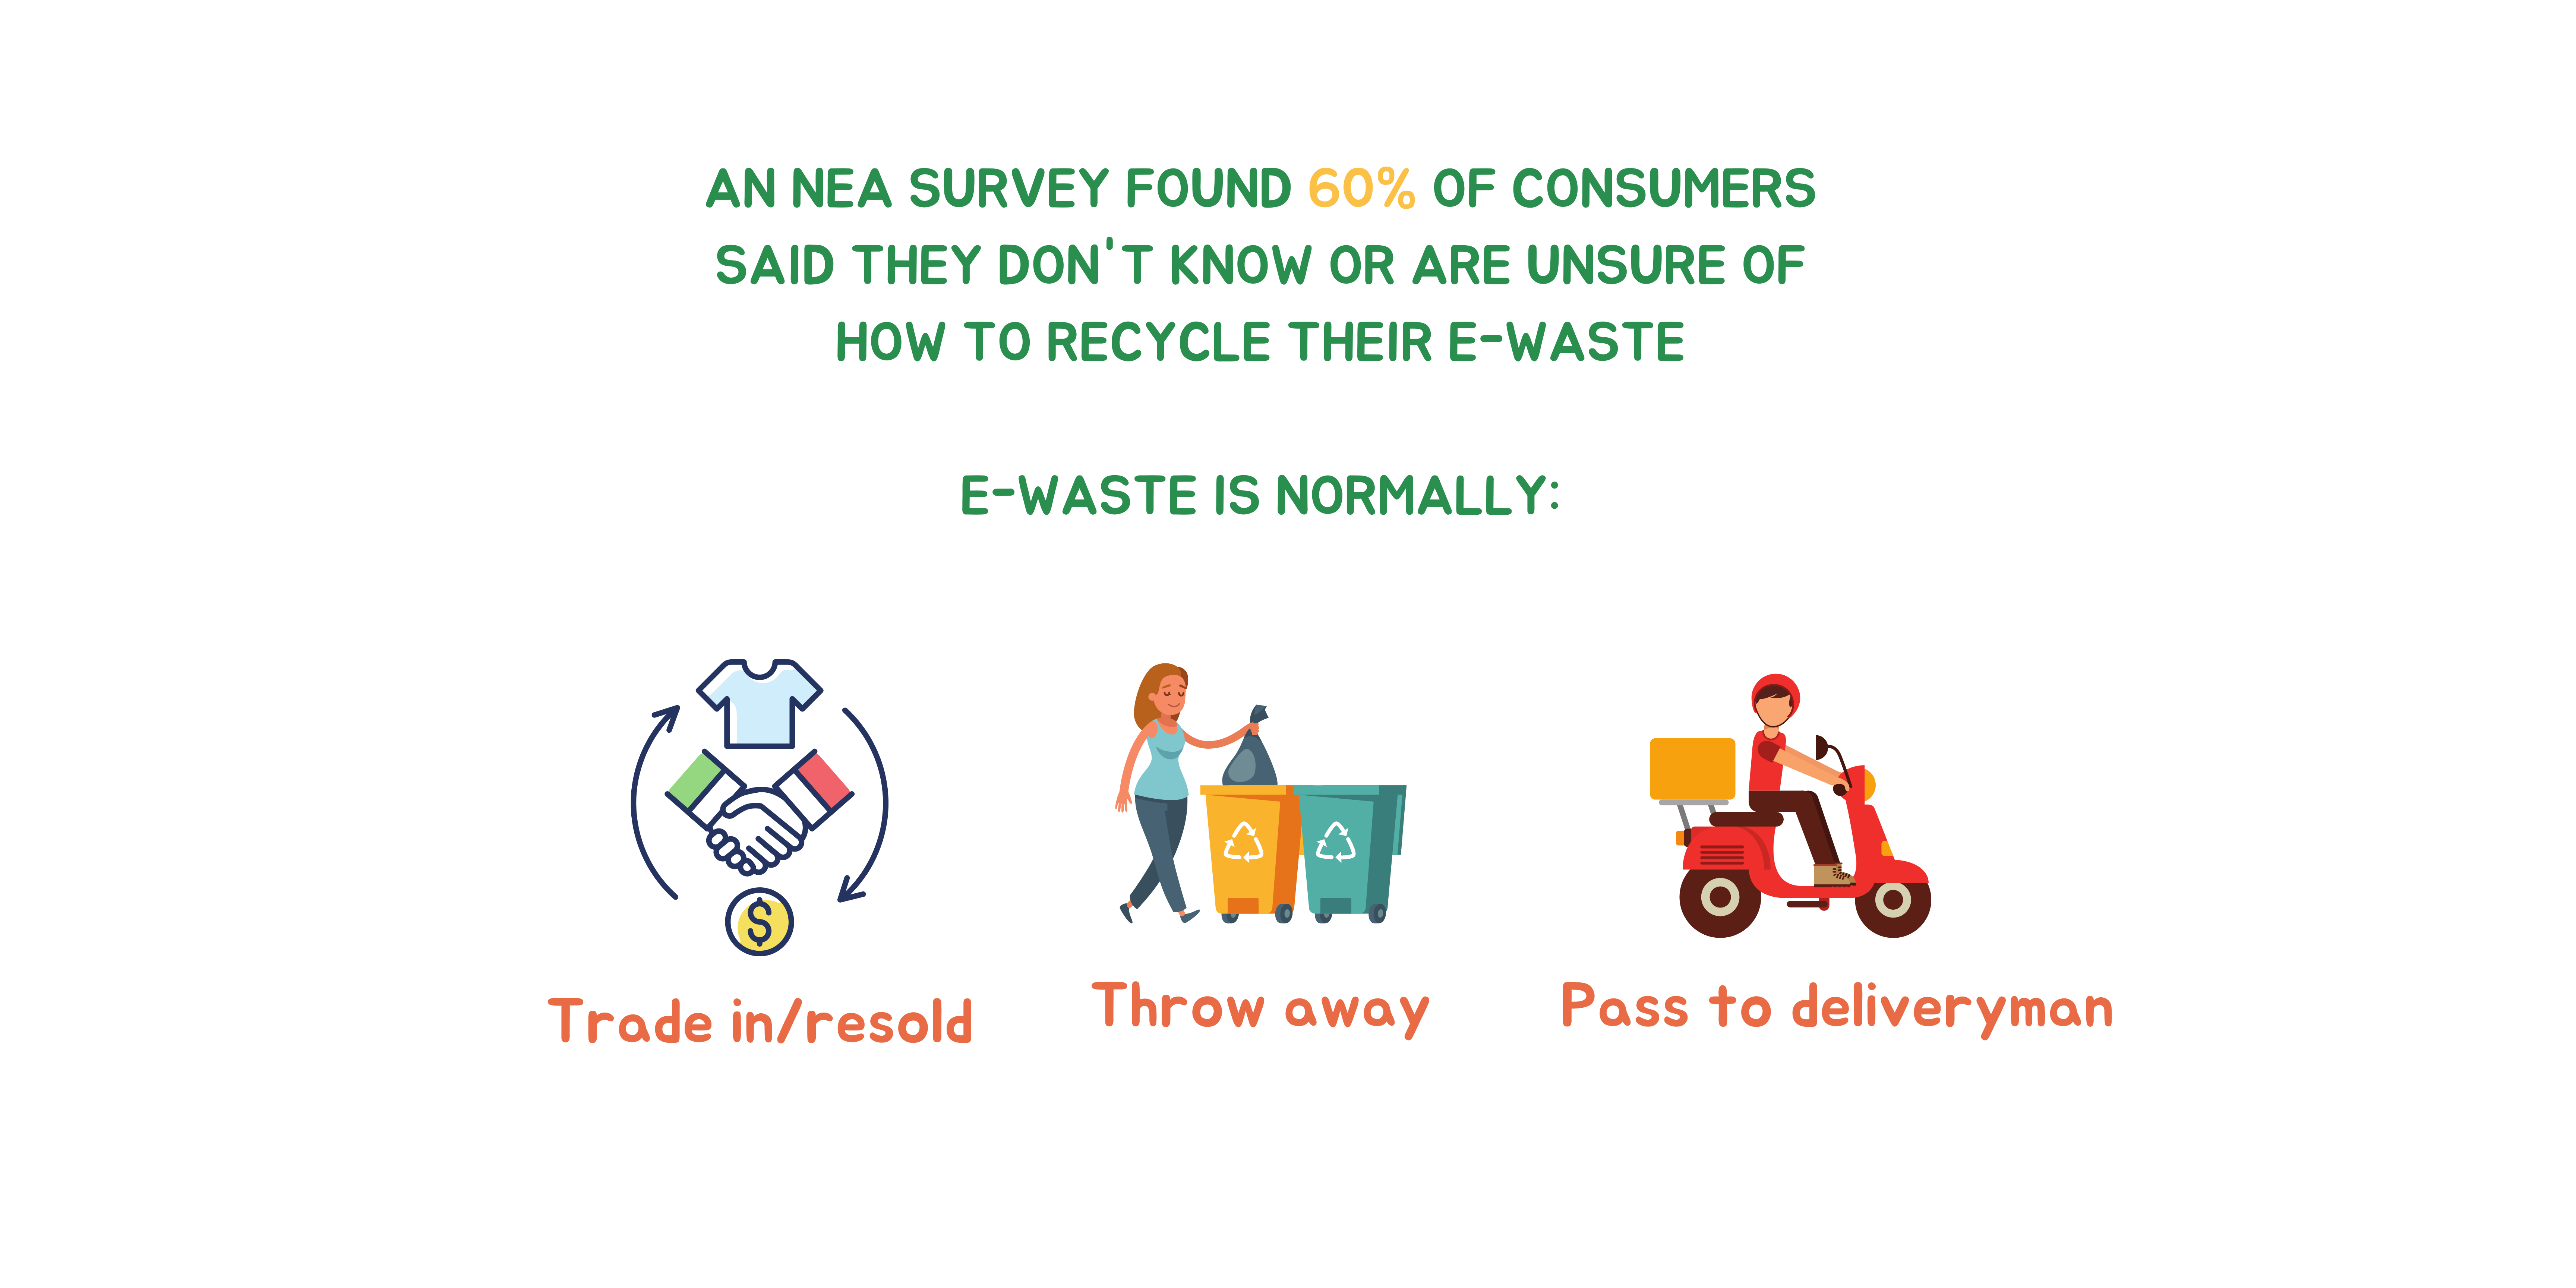 AN NEA SURVEY FOUND 60% OF CONSUMERS
SAID THEY DON'T KNOW OR ARE UNSURE OF
HOW TO RECYCLE THEIR E-WASTE
E-WASTE IS NORMALLY:
$
Trade in/resold
Throw away
Pass to deliveryman